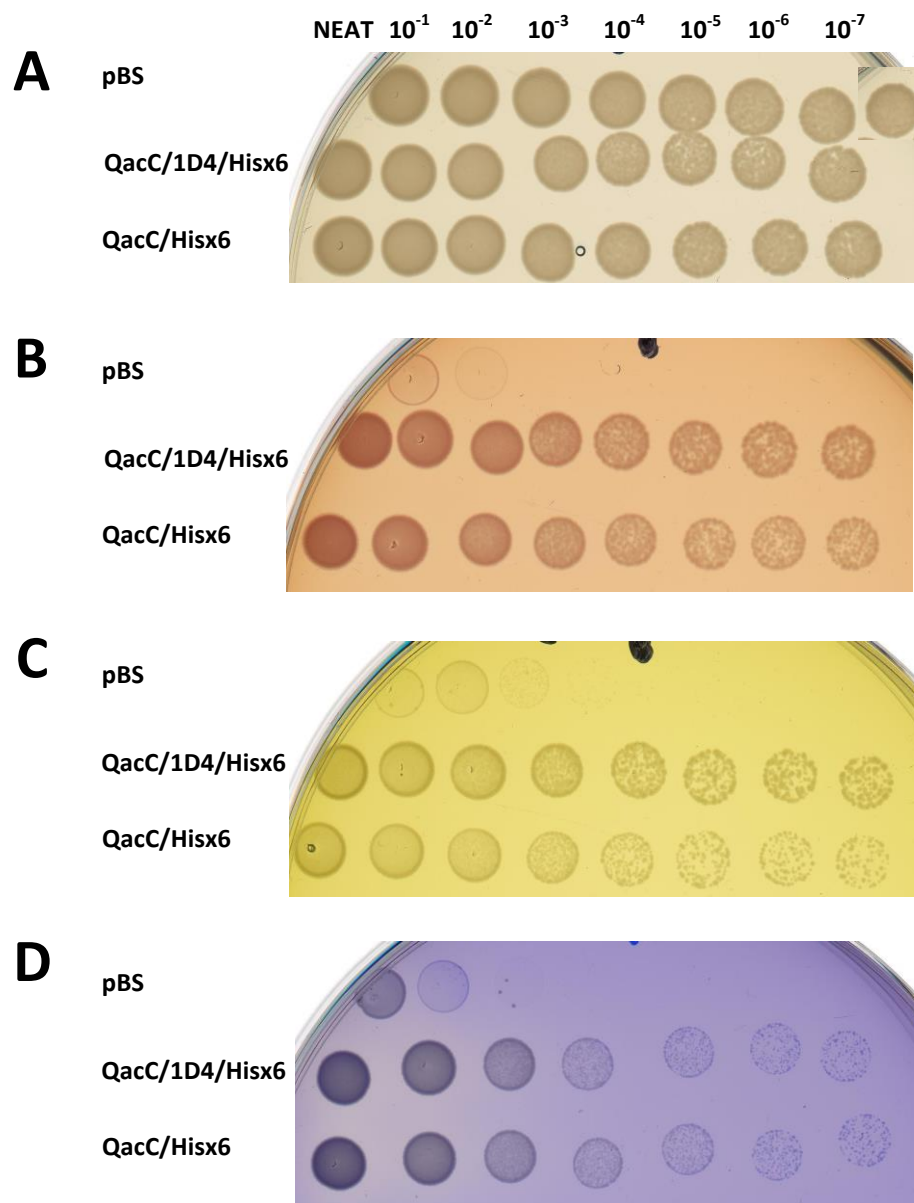 NEAT 10⁻¹ 10⁻² 10⁻³ 10⁻⁴ 10⁻⁵ 10⁻⁶ 10⁻⁷
A
pBS
QacC/1D4/Hisx6
QacC/Hisx6
B
pBS
QacC/1D4/Hisx6
QacC/Hisx6
C
pBS
QacC/1D4/Hisx6
QacC/Hisx6
D
pBS
QacC/1D4/Hisx6
QacC/Hisx6